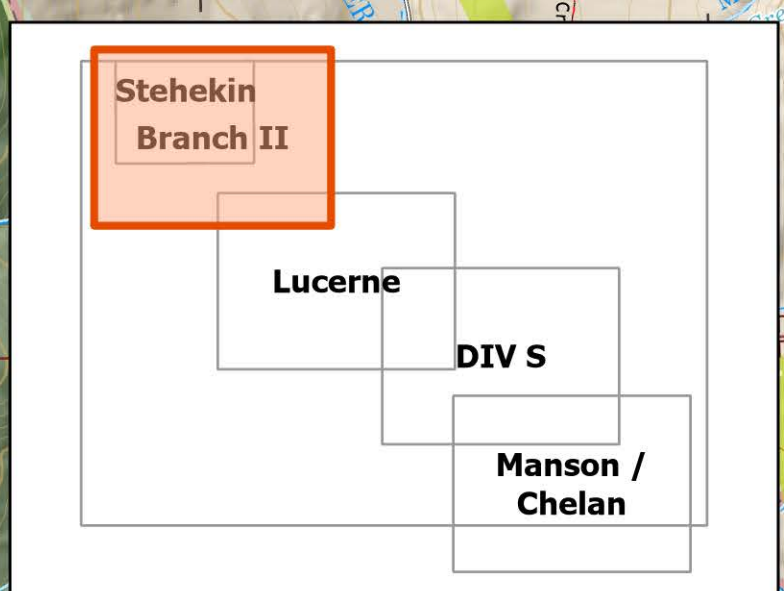 Stehekin
Branch II
Lucerne
DIV S
Manson /
Chelan